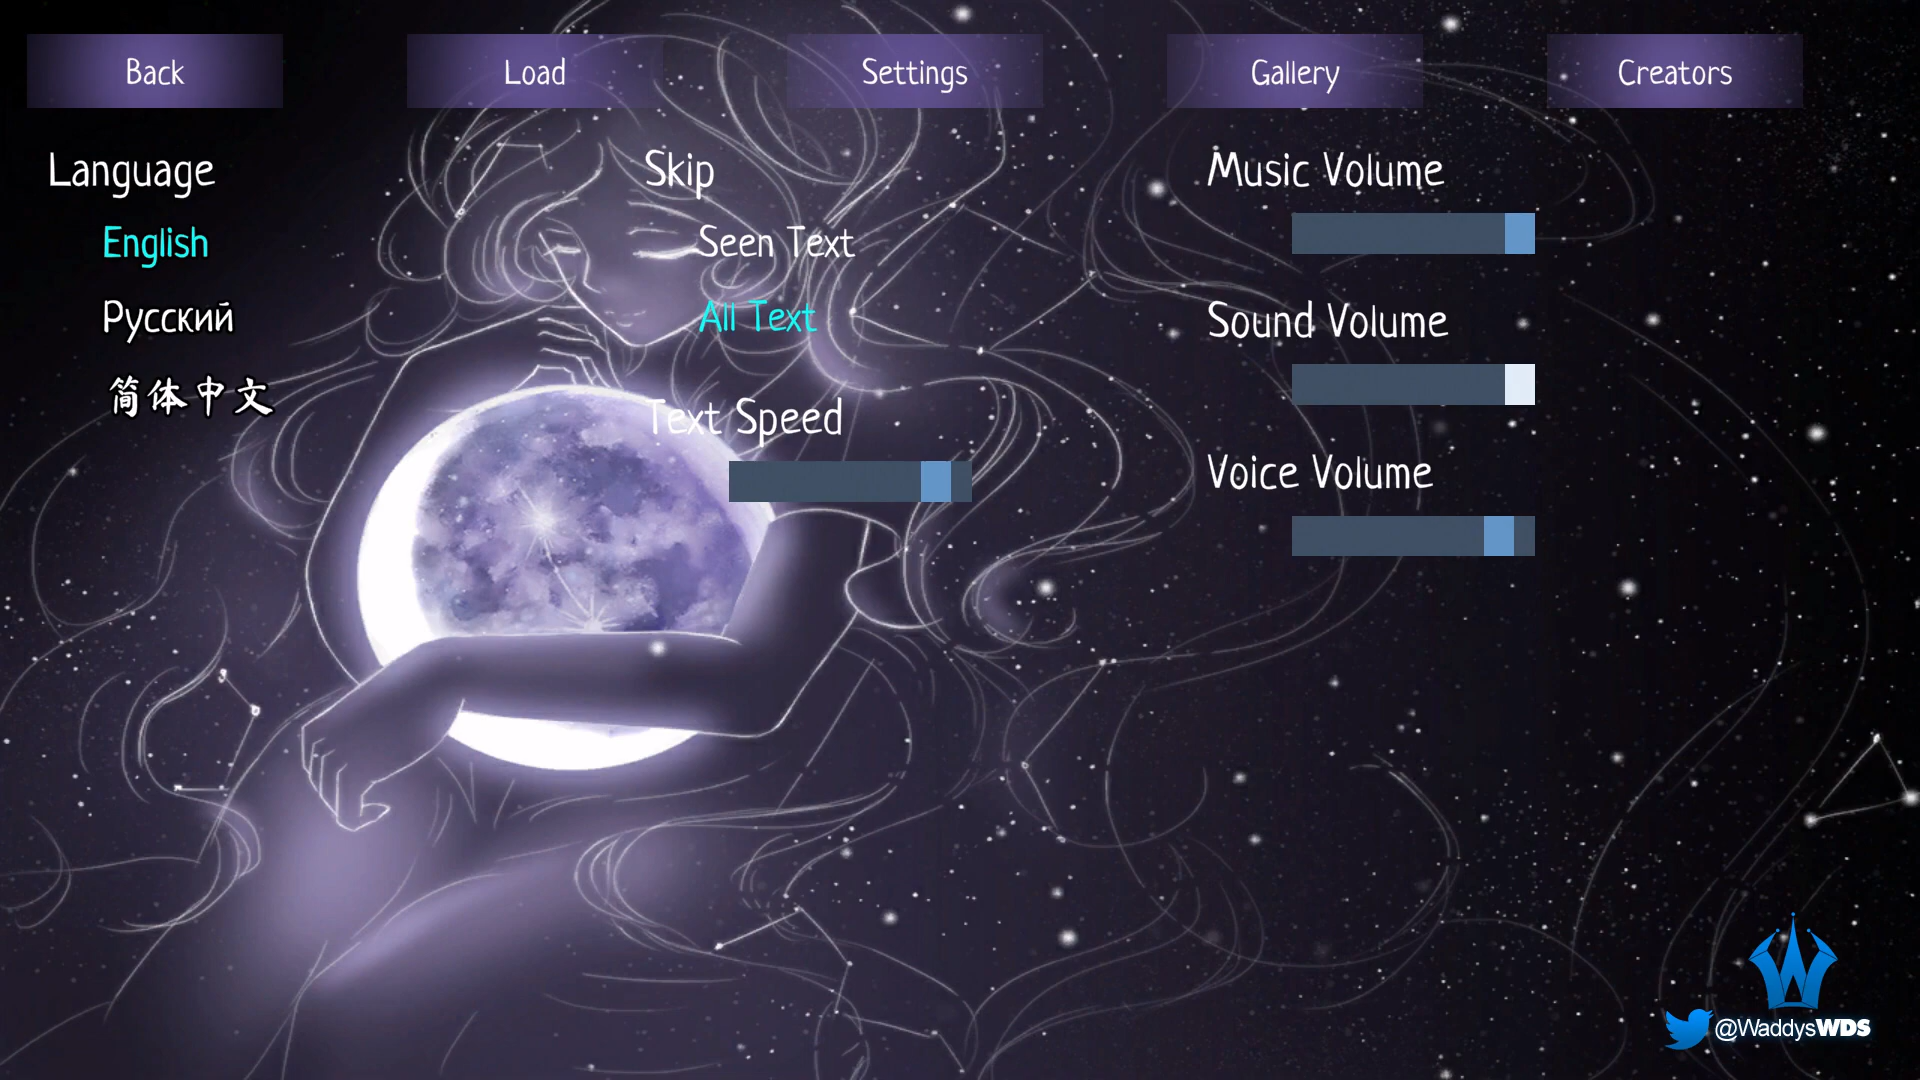 Back
Load
Settings
Gallery
Creators
Language
English
Русский
简体中文
Skip
Seen Text
All Text
Text Speed
Music Volume
Sound Volume
Voice Volume
@WaddysWDS